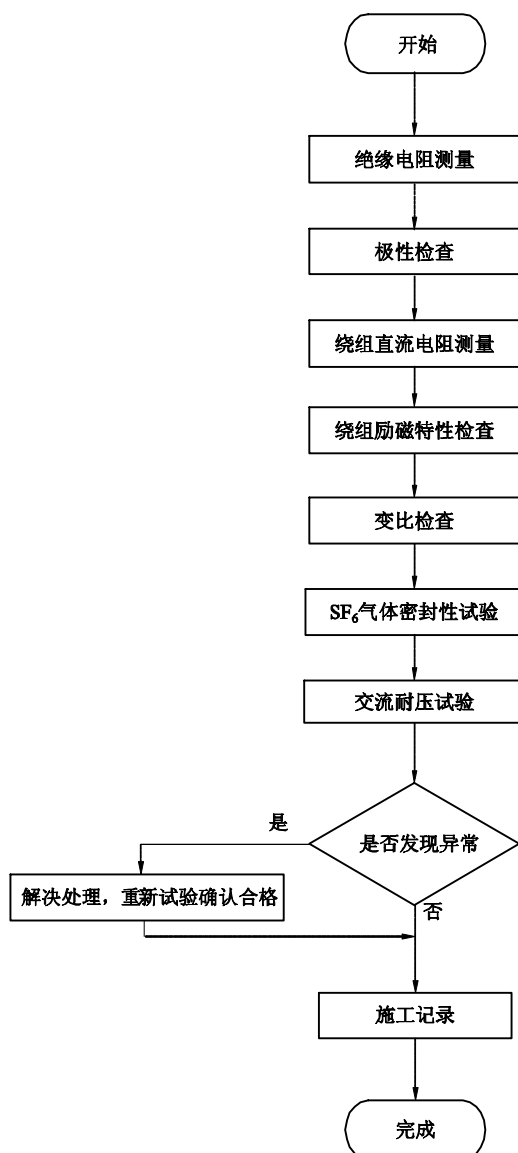 开始
绝缘电阻测量
极性检查
绕组直流电阻测量
绕组励磁特性检查
变比检查
SF₆气体密封性试验
交流耐压试验
是否发现异常
是
解决处理，重新试验确认合格
否
施工记录
完成